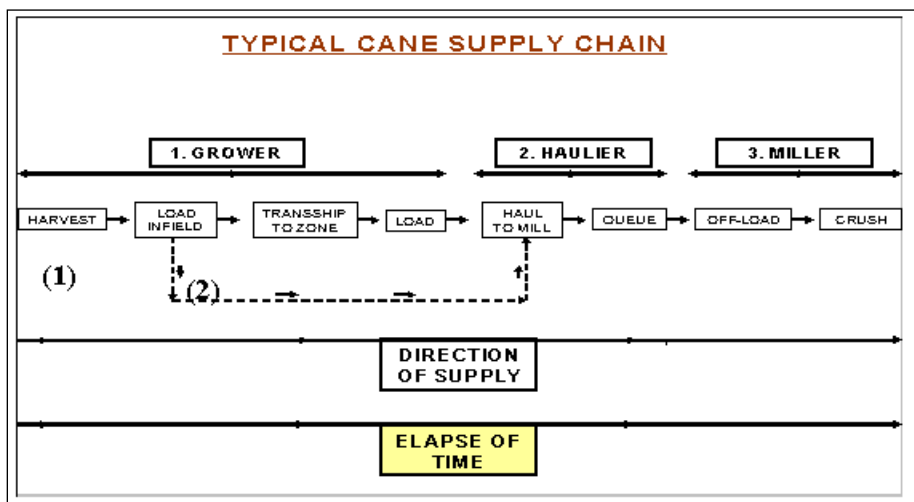 TYPICAL CANE SUPPLY CHAIN
1. GROWER
2. HAULIER
3. MILLER
HARVEST
LOAD
INFIELD
TRANSSHIP
TO ZONE
LOAD
HAUL
TO MILL
QUEUE
OFF-LOAD
CRUSH
(1)
(2)
DIRECTION
OF SUPPLY
ELAPSE OF
TIME